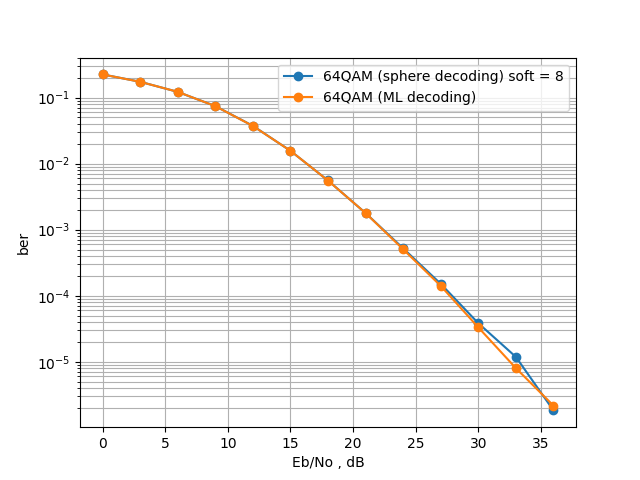 64QAM (sphere decoding) soft = 8
64QAM (ML decoding)
10⁻¹
10⁻²
10⁻³
10⁻⁴
10⁻⁵
ber
0 5 10 15 20 25 30 35
Eb/No , dB